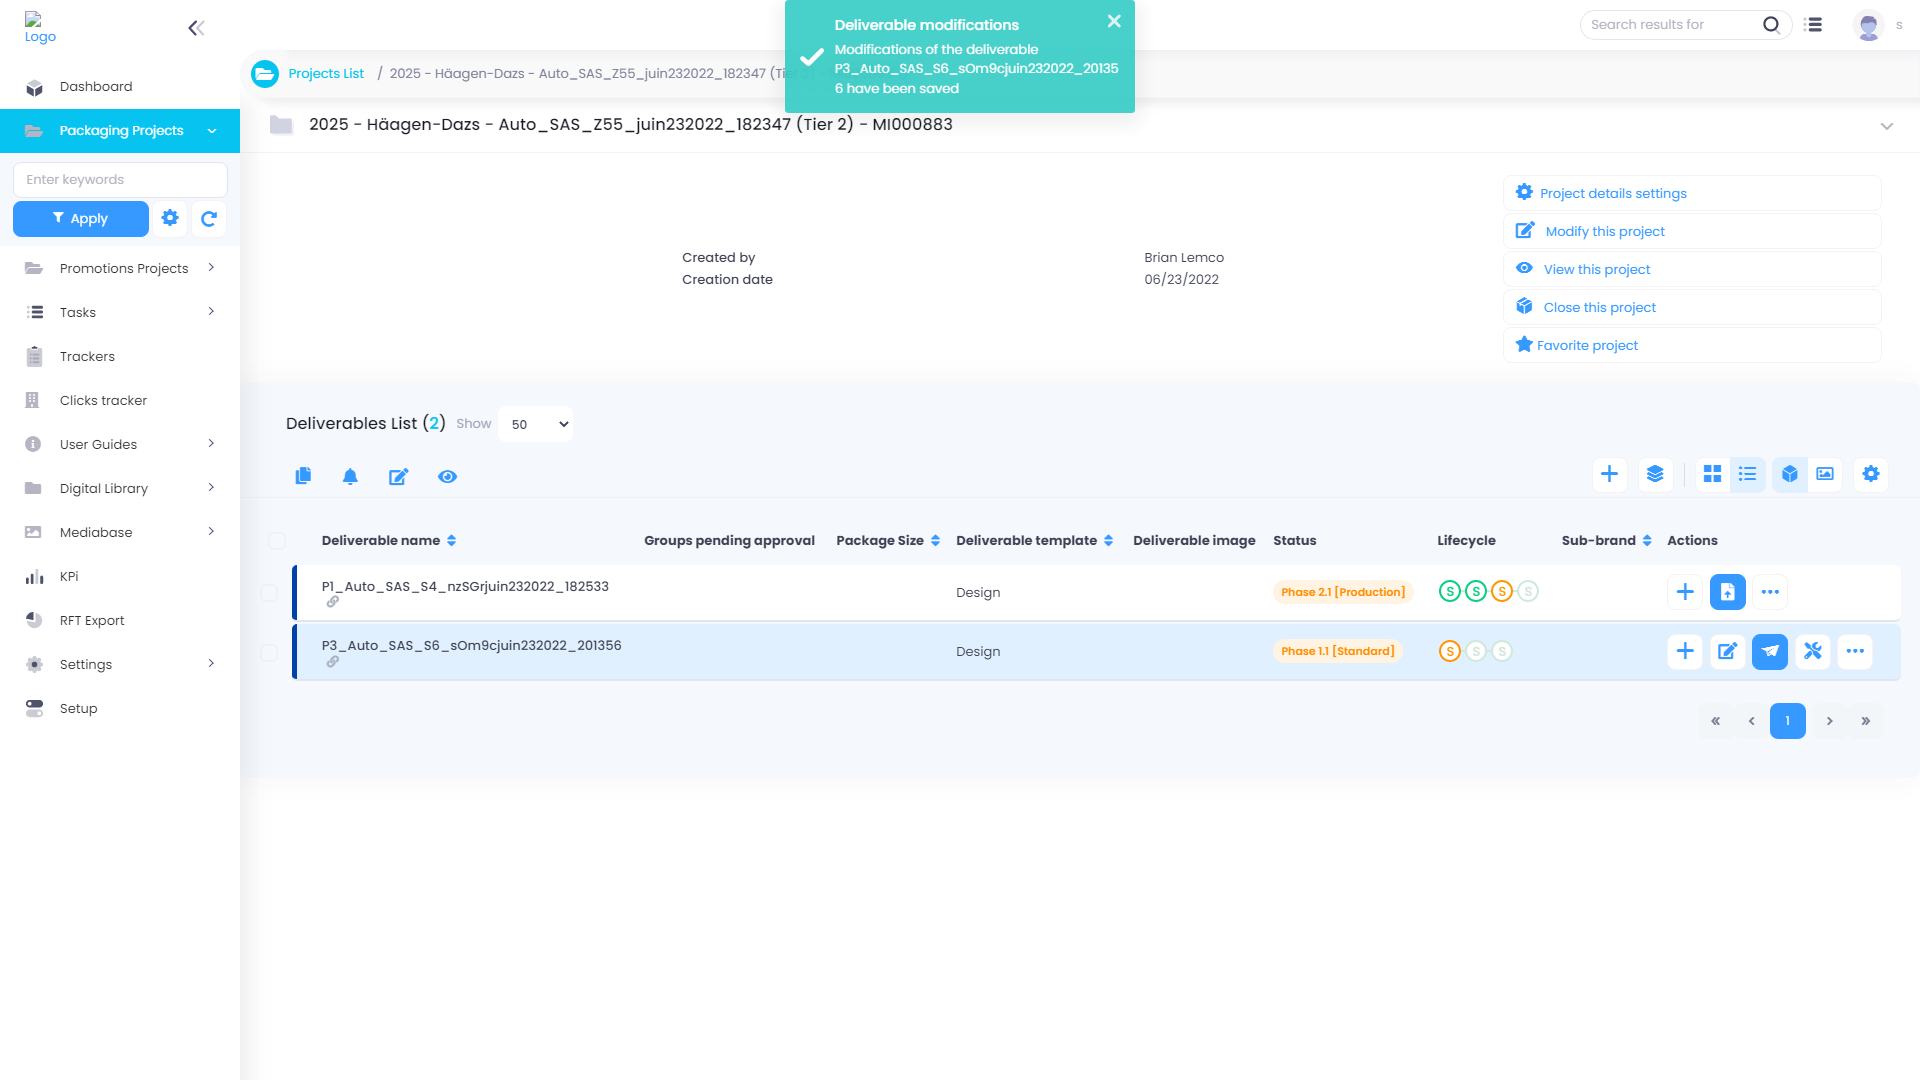 Logo
Dashboard
Packaging Projects
Enter keywords
Apply
Promotions Projects
Tasks
Trackers
Clicks tracker
User Guides
Digital Library
Mediabase
KPi
RFT Export
Settings
Setup
Search results for
s
Projects List / 2025 - Häagen-Dazs - Auto_SAS_Z55_juin232022_182347 (Tie
Deliverable modifications
Modifications of the deliverable
P3_Auto_SAS_S6_sOm9cjuin232022_20135
6 have been saved
2025 - Häagen-Dazs - Auto_SAS_Z55_juin232022_182347 (Tier 2) - MI000883
Created by Brian Lemco
Creation date 06/23/2022
Project details settings
Modify this project
View this project
Close this project
Favorite project
Deliverables List (2) Show 50
Deliverable name Groups pending approval Package Size Deliverable template Deliverable image Status Lifecycle Sub-brand Actions
P1_Auto_SAS_S4_nzSGrjuin232022_182533 Design Phase 2.1 [Production] S S S S
P3_Auto_SAS_S6_sOm9cjuin232022_201356 Design Phase 1.1 [Standard] S S S
« ‹ 1 › »